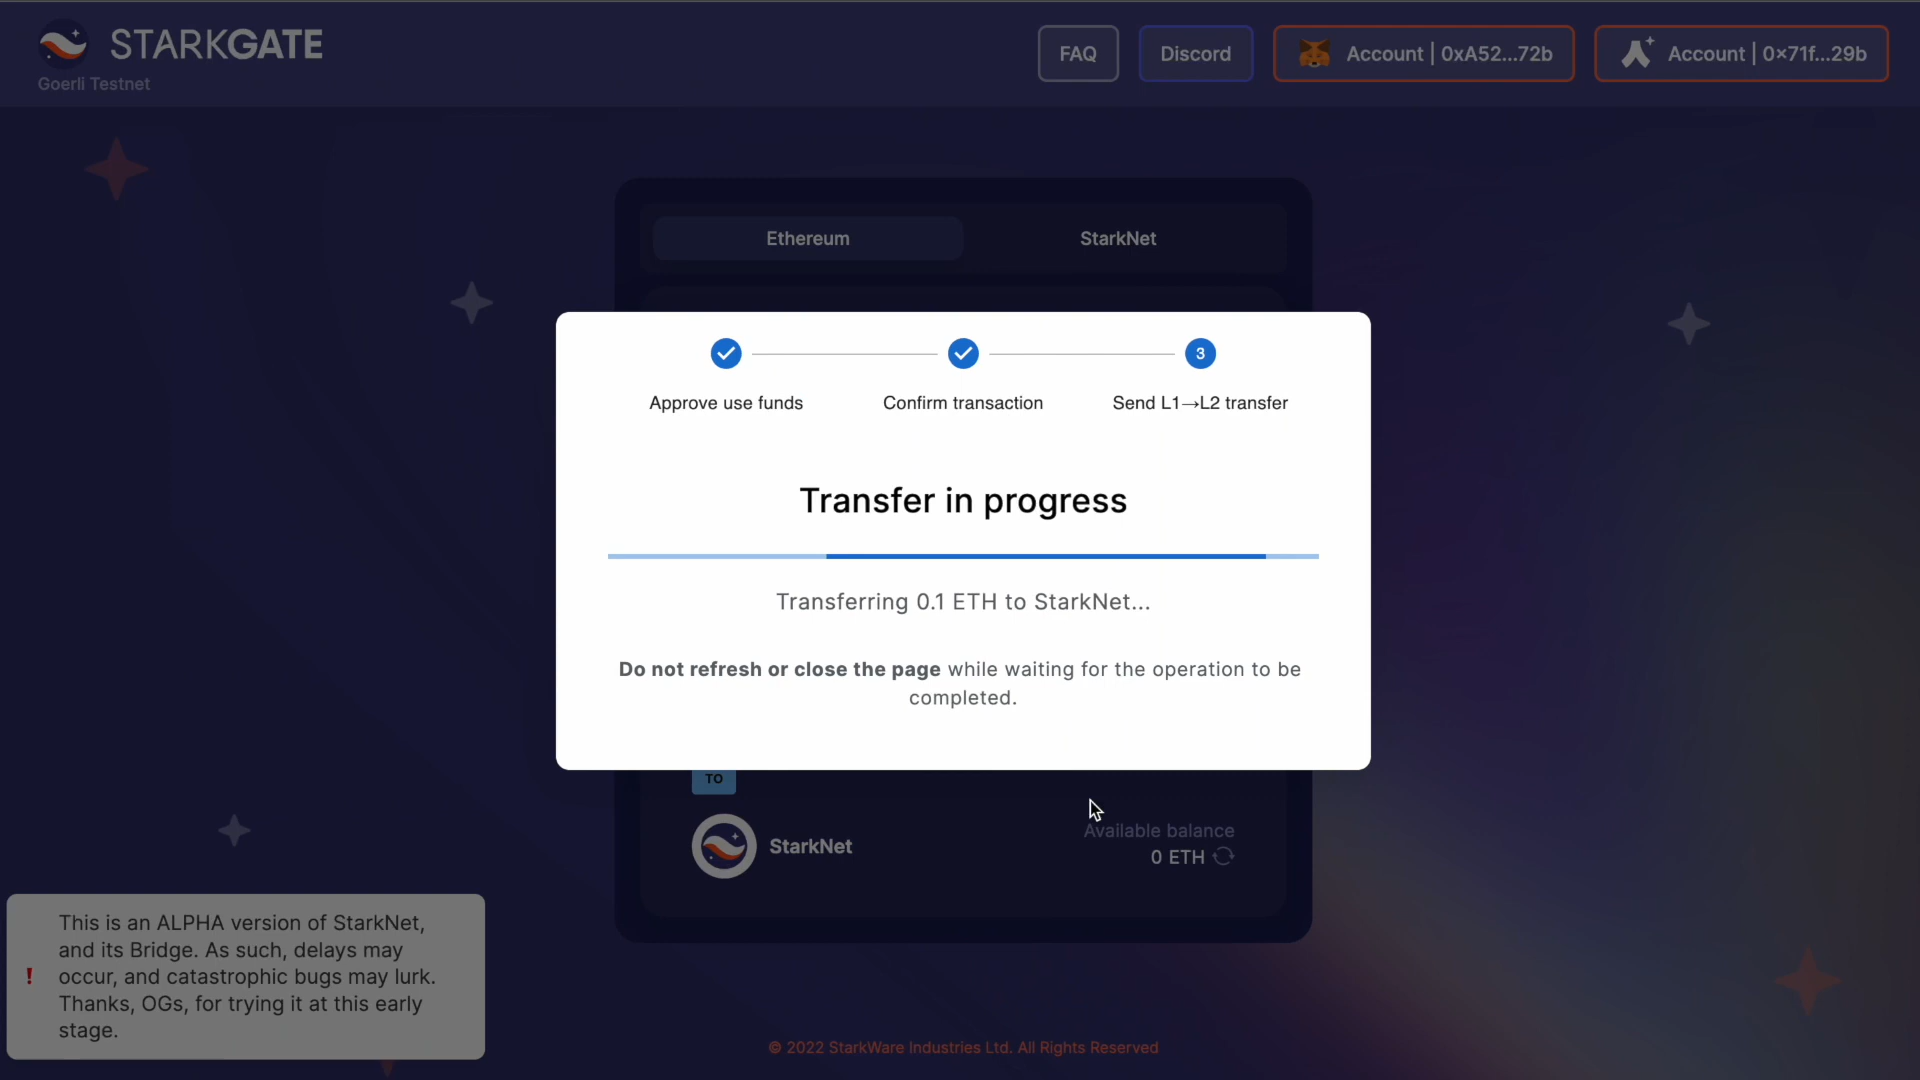 STARKGATE
Goerli Testnet
FAQ
Discord
Account | 0xA52...72b
Account | 0x71f...29b
Ethereum
StarkNet
3
Approve use funds
Confirm transaction
Send L1→L2 transfer
Transfer in progress
Transferring 0.1 ETH to StarkNet...
Do not refresh or close the page while waiting for the operation to be
completed.
TO
StarkNet
Available balance
0 ETH
This is an ALPHA version of StarkNet,
and its Bridge. As such, delays may
! occur, and catastrophic bugs may lurk.
Thanks, OGs, for trying it at this early
stage.
© 2022 StarkWare Industries Ltd. All Rights Reserved